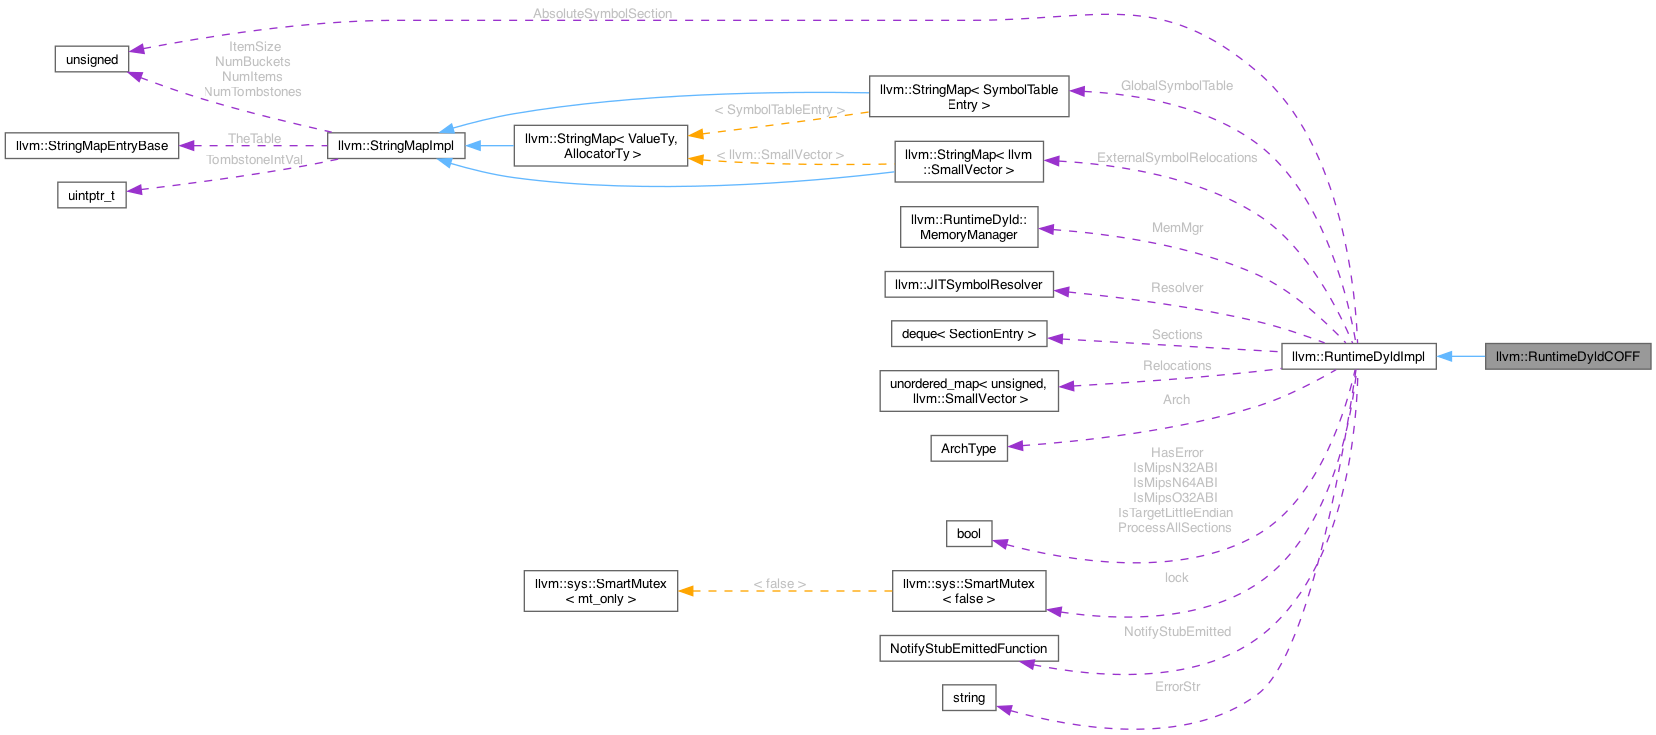 AbsoluteSymbolSection
unsigned
ItemSize
NumBuckets
NumItems
NumTombstones
llvm::StringMap< SymbolTable
Entry >
GlobalSymbolTable
< SymbolTableEntry >
llvm::StringMapEntryBase
TheTable
llvm::StringMapImpl
llvm::StringMap< ValueTy,
AllocatorTy >
< llvm::SmallVector >
llvm::StringMap< llvm
::SmallVector >
ExternalSymbolRelocations
TombstoneIntVal
uintptr_t
llvm::RuntimeDyld::
MemoryManager
MemMgr
llvm::JITSymbolResolver
Resolver
deque< SectionEntry >
Sections
llvm::RuntimeDyldImpl
llvm::RuntimeDyldCOFF
unordered_map< unsigned,
llvm::SmallVector >
Relocations
Arch
ArchType
HasError
IsMipsN32ABI
IsMipsN64ABI
IsMipsO32ABI
IsTargetLittleEndian
ProcessAllSections
bool
llvm::sys::SmartMutex
< mt_only >
< false >
llvm::sys::SmartMutex
< false >
lock
NotifyStubEmitted
NotifyStubEmittedFunction
ErrorStr
string